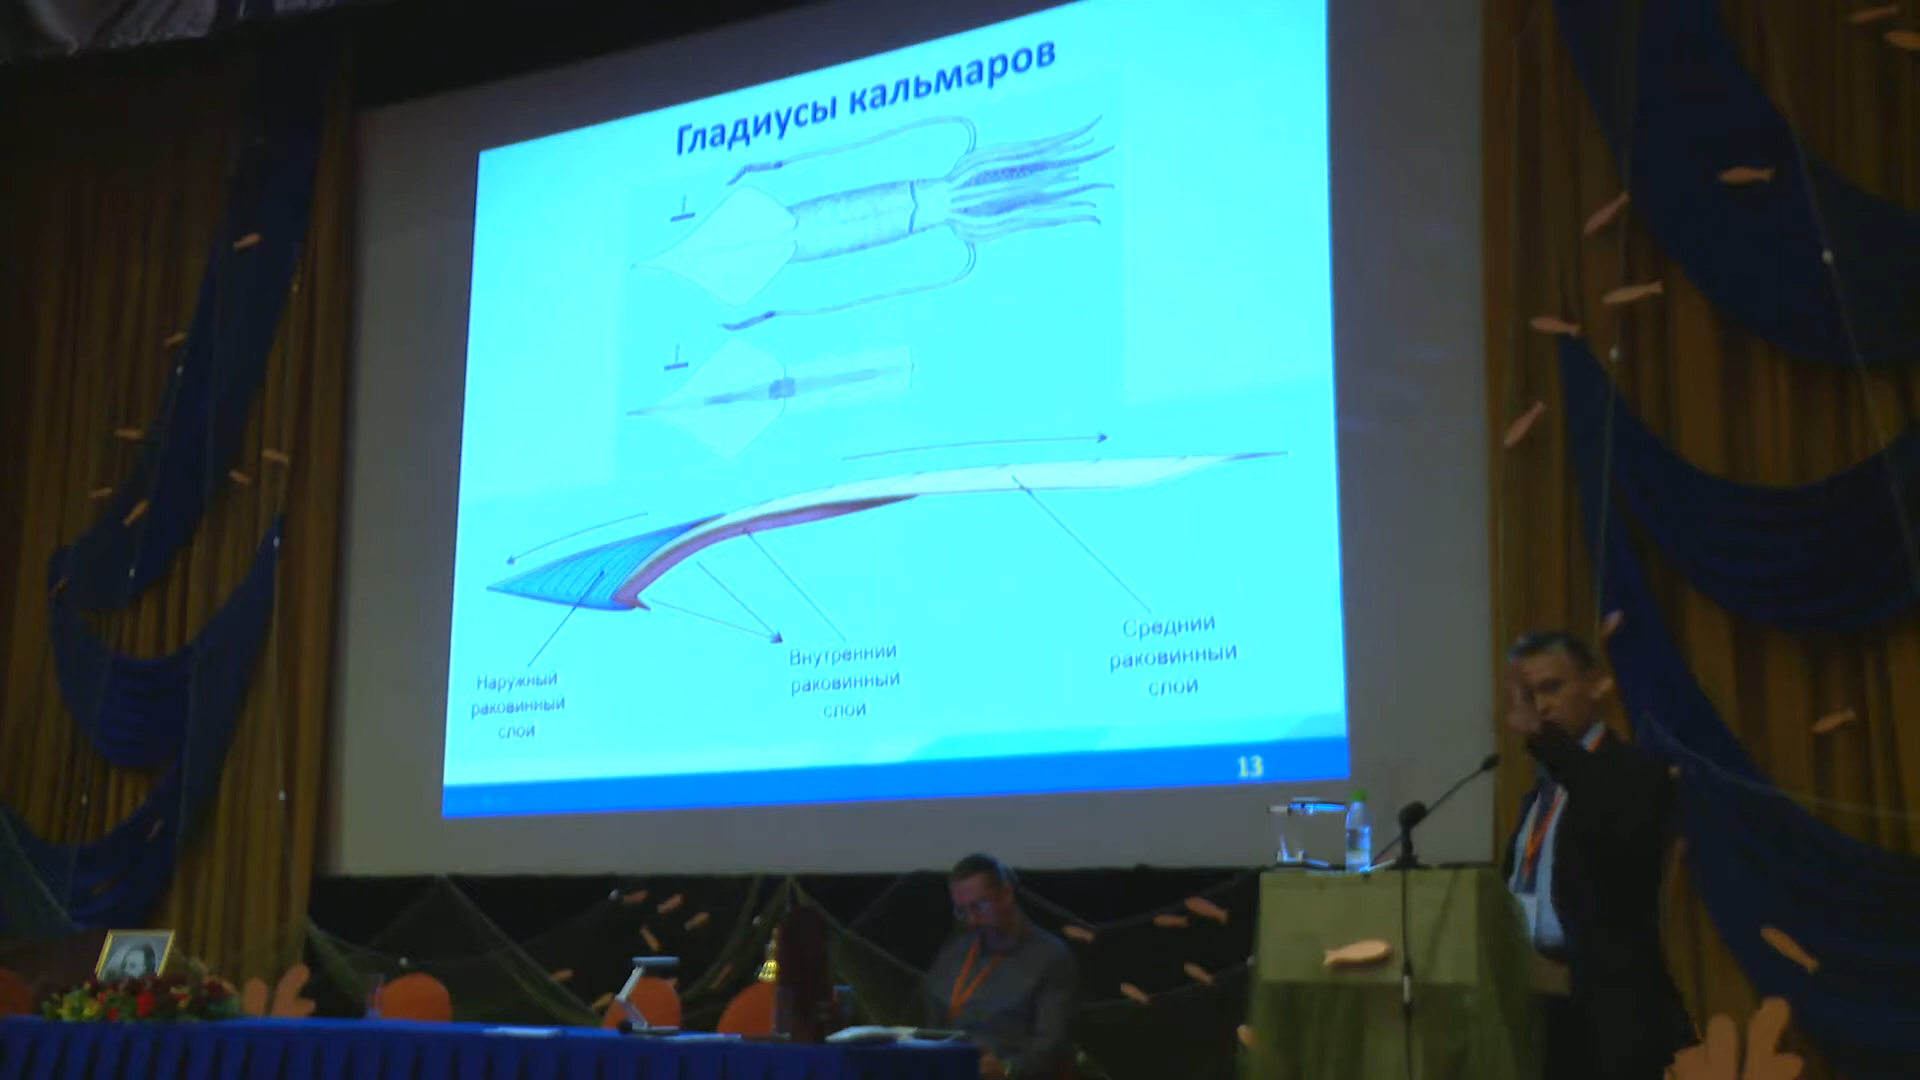 Гладиусы кальмаров
Наружный
раковинный
слой
Внутренний
раковинный
слой
Средний
раковинный
слой
13